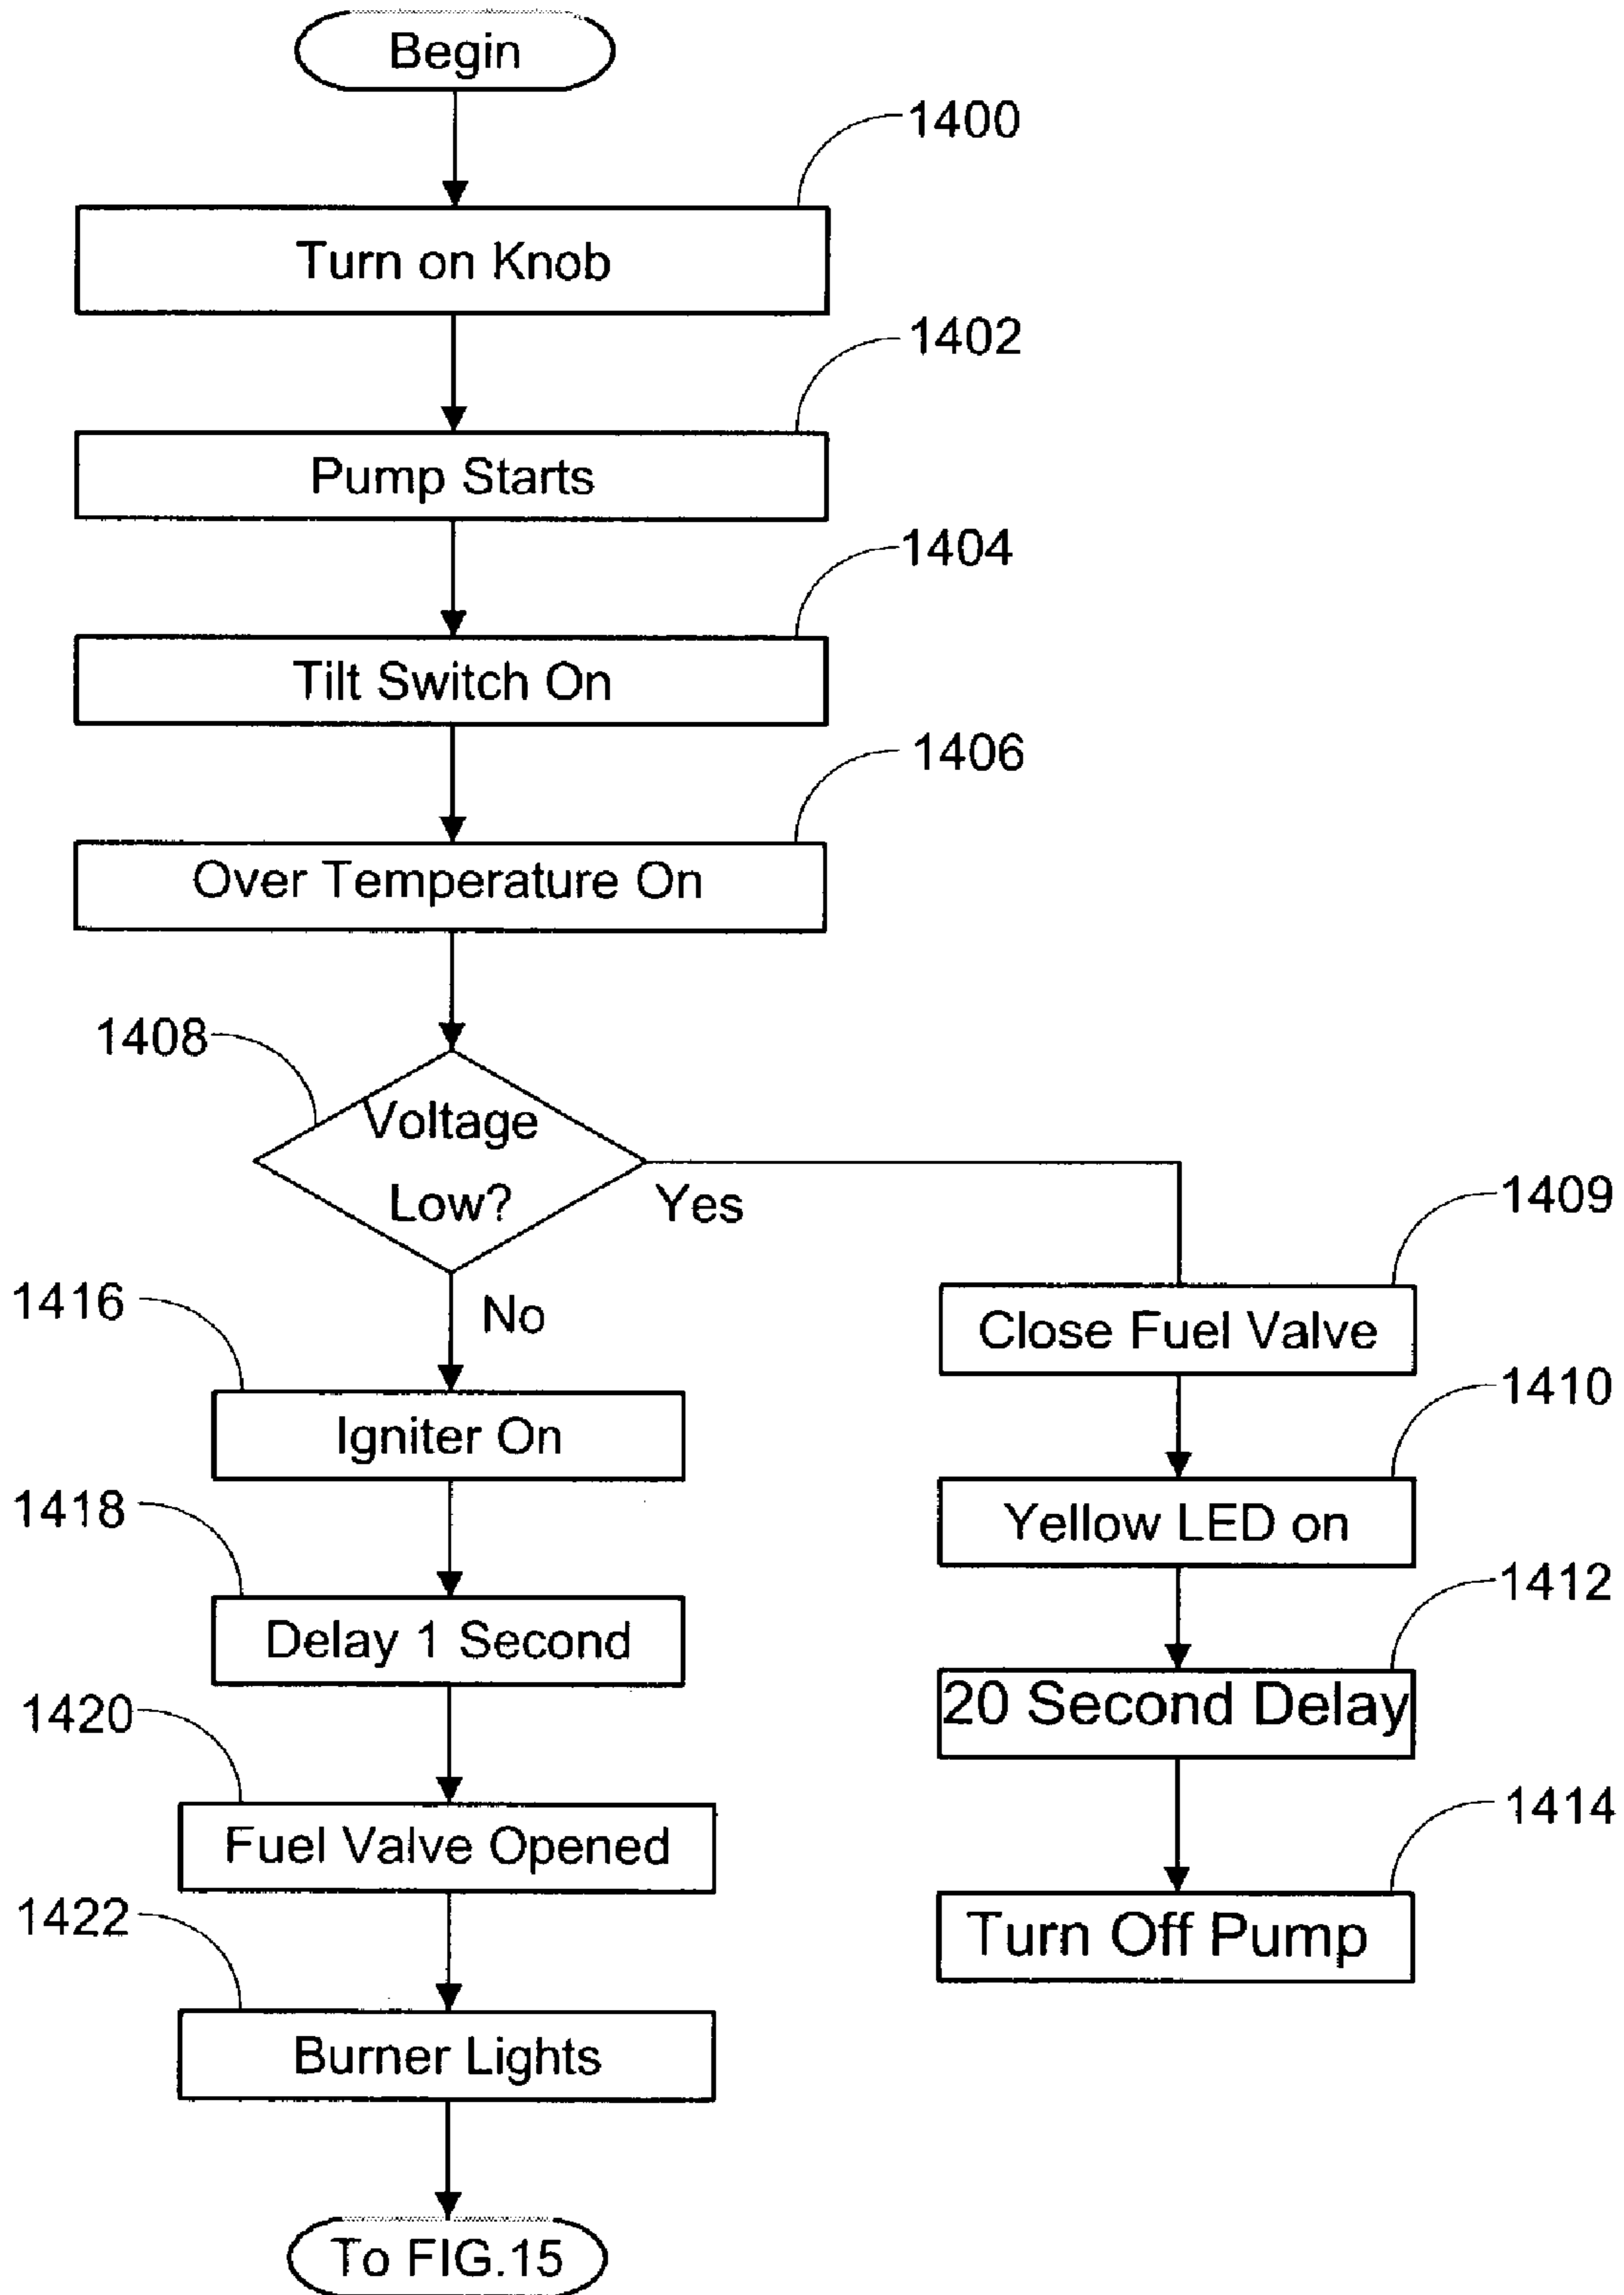 Begin
1400
Turn on Knob
1402
Pump Starts
1404
Tilt Switch On
1406
Over Temperature On
1408
Voltage
Low?
Yes
No
1409
Close Fuel Valve
1410
Yellow LED on
1412
20 Second Delay
1414
Turn Off Pump
1416
Igniter On
1418
Delay 1 Second
1420
Fuel Valve Opened
1422
Burner Lights
To FIG.15